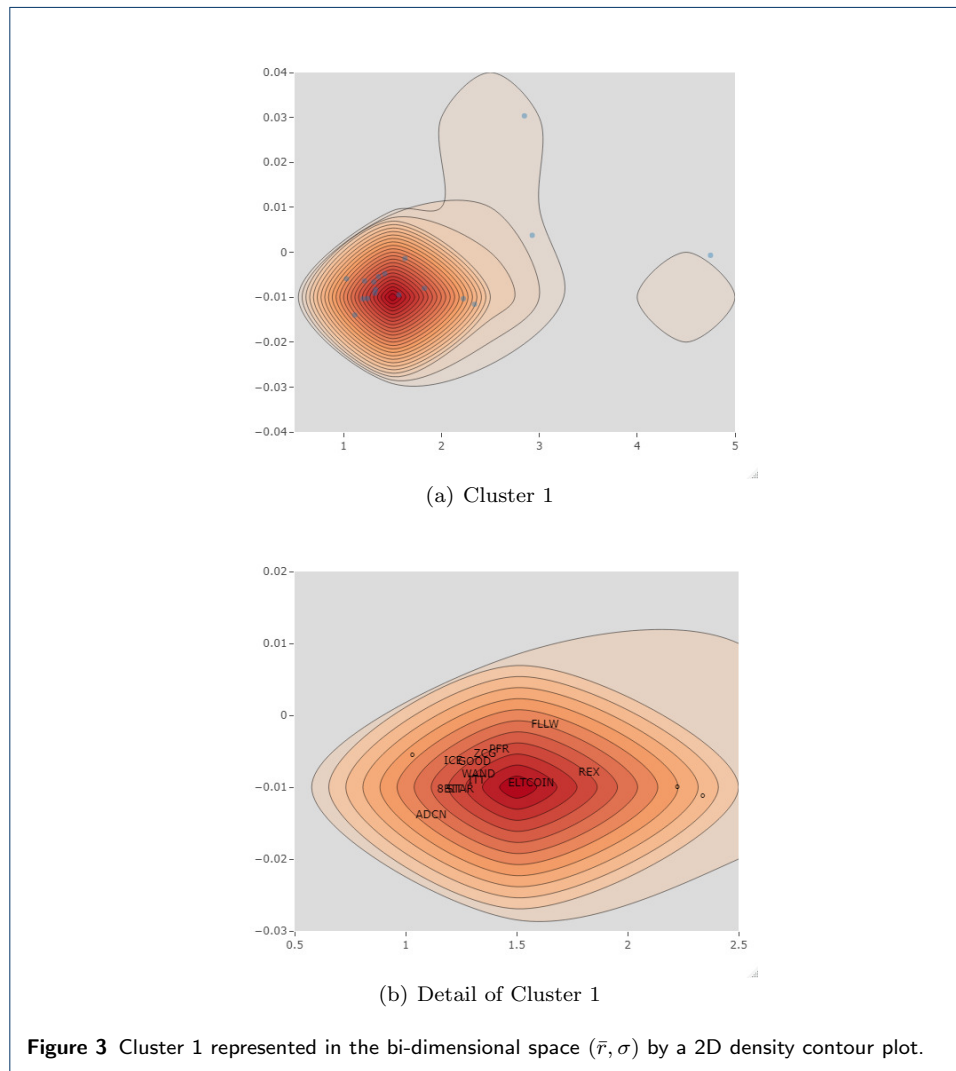 0.04
0.03
0.02
0.01
0
−0.01
−0.02
−0.03
−0.04
1 2 3 4 5
(a) Cluster 1
0.02
0.01
0
−0.01
−0.02
−0.03
FLLW
PFR
ZCG
ICE GOOD
WAND REX
ELTCOIN
STAR
ADCN
0.5 1 1.5 2 2.5
(b) Detail of Cluster 1
Figure 3 Cluster 1 represented in the bi-dimensional space (r̄, σ) by a 2D density contour plot.